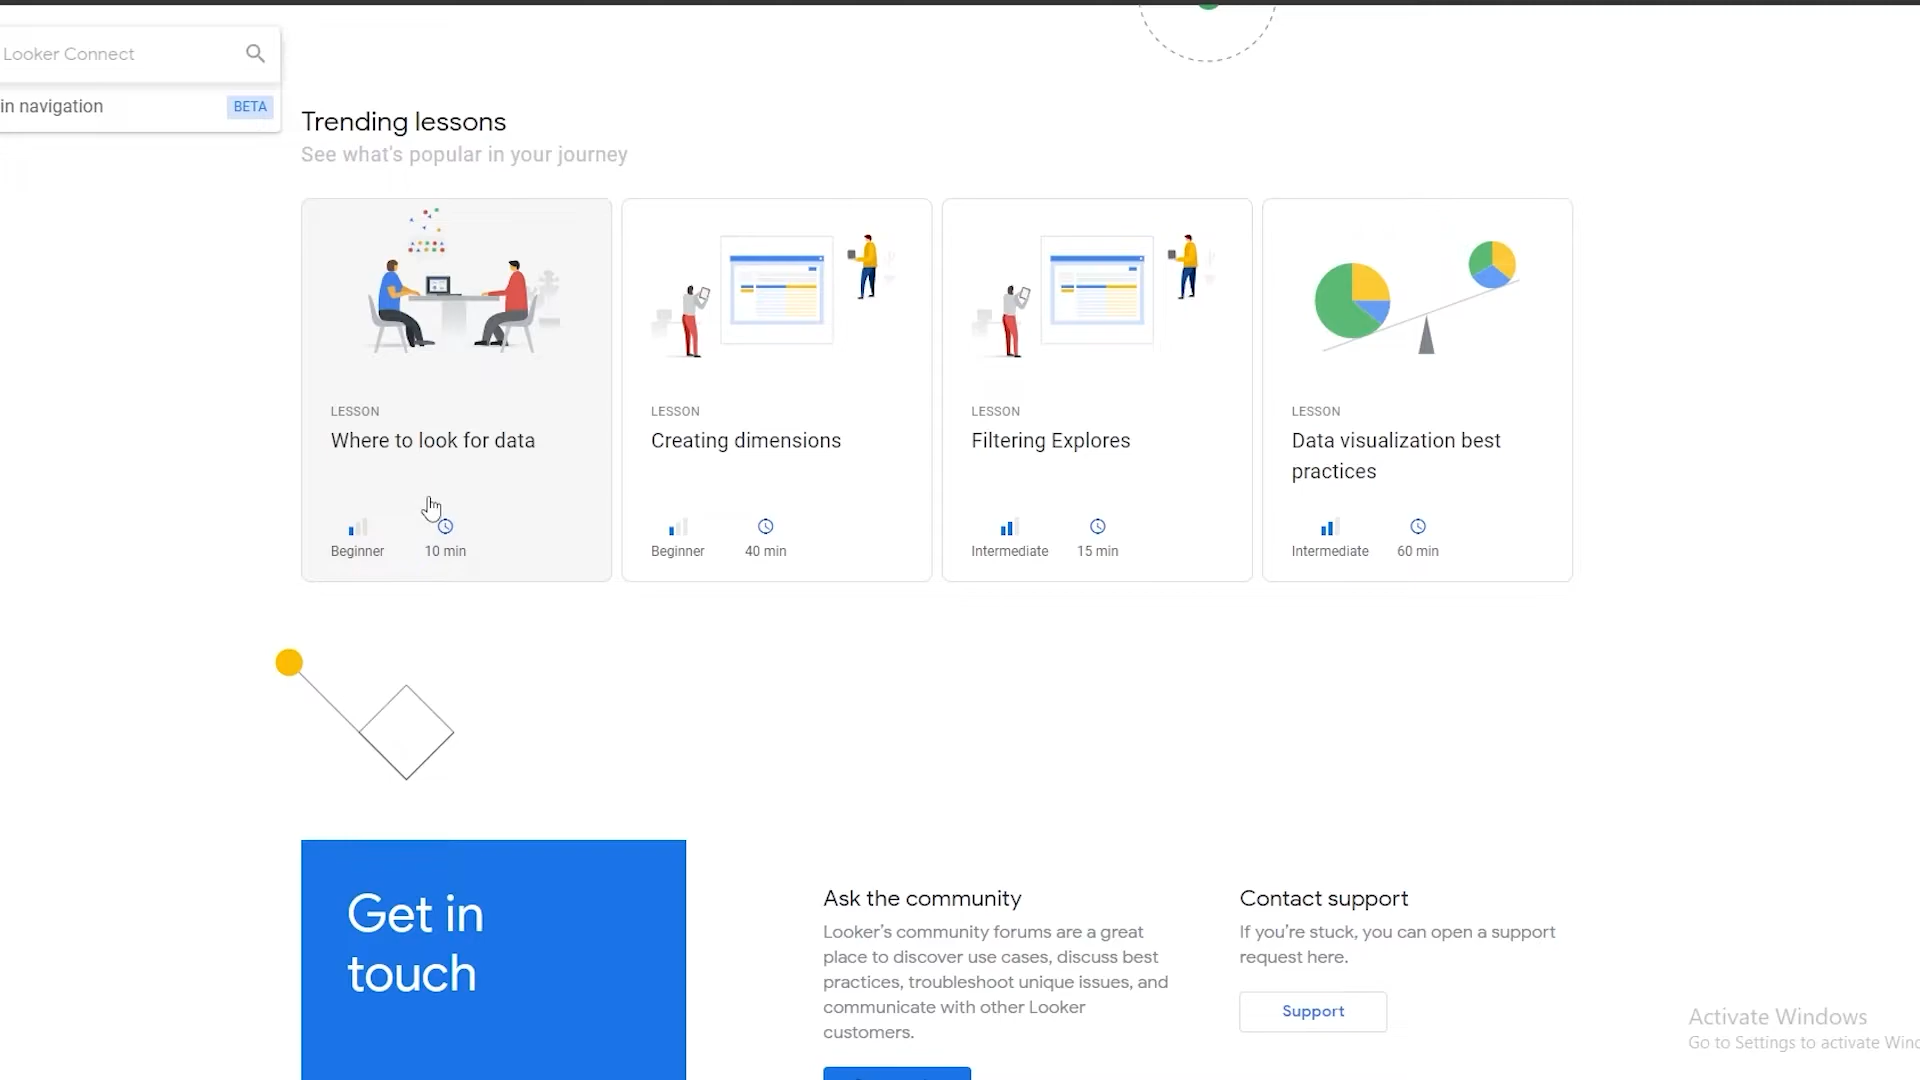 Looker Connect
in navigation
BETA
Trending lessons
See what's popular in your journey
LESSON
Where to look for data
Beginner
10 min
LESSON
Creating dimensions
Beginner
40 min
LESSON
Filtering Explores
Intermediate
15 min
LESSON
Data visualization best
practices
Intermediate
60 min
Get in
touch
Ask the community
Looker's community forums are a great
place to discover use cases, discuss best
practices, troubleshoot unique issues, and
communicate with other Looker
customers.
Contact support
If you're stuck, you can open a support
request here.
Support
Activate Windows
Go to Settings to activate Winc